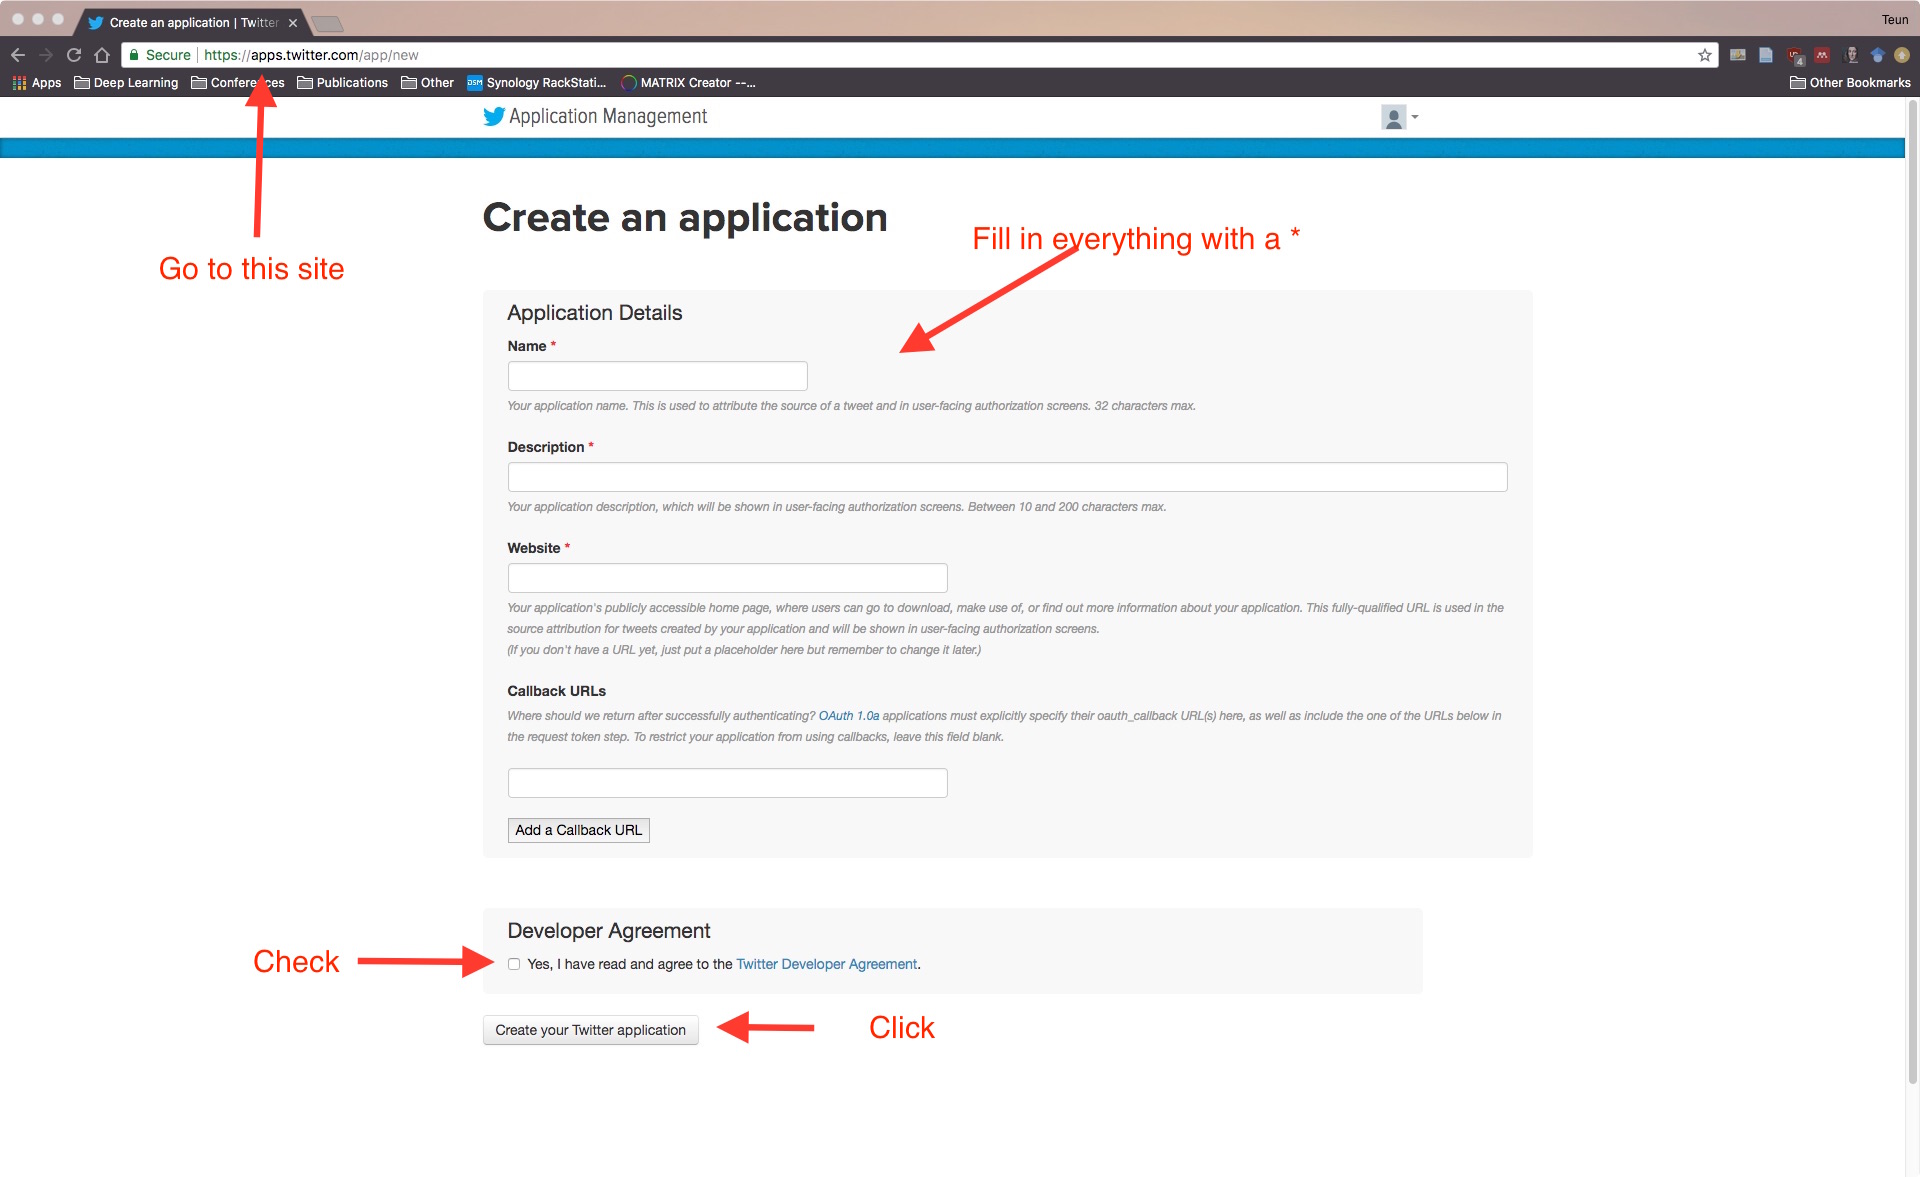 Create an application | Twitter
Teun
Secure https://apps.twitter.com/app/new
4
Apps Deep Learning Conferences Publications Other DSM Synology RackStati... MATRIX Creator --... Other Bookmarks
Application Management
Create an application
Fill in everything with a *
Go to this site
Application Details
Name *
Your application name. This is used to attribute the source of a tweet and in user-facing authorization screens. 32 characters max.
Description *
Your application description, which will be shown in user-facing authorization screens. Between 10 and 200 characters max.
Website *
Your application's publicly accessible home page, where users can go to download, make use of, or find out more information about your application. This fully-qualified URL is used in the
source attribution for tweets created by your application and will be shown in user-facing authorization screens.
(If you don't have a URL yet, just put a placeholder here but remember to change it later.)
Callback URLs
Where should we return after successfully authenticating? OAuth 1.0a applications must explicitly specify their oauth_callback URL(s) here, as well as include the one of the URLs below in
the request token step. To restrict your application from using callbacks, leave this field blank.
Add a Callback URL
Developer Agreement
Check
Yes, I have read and agree to the Twitter Developer Agreement.
Create your Twitter application
Click